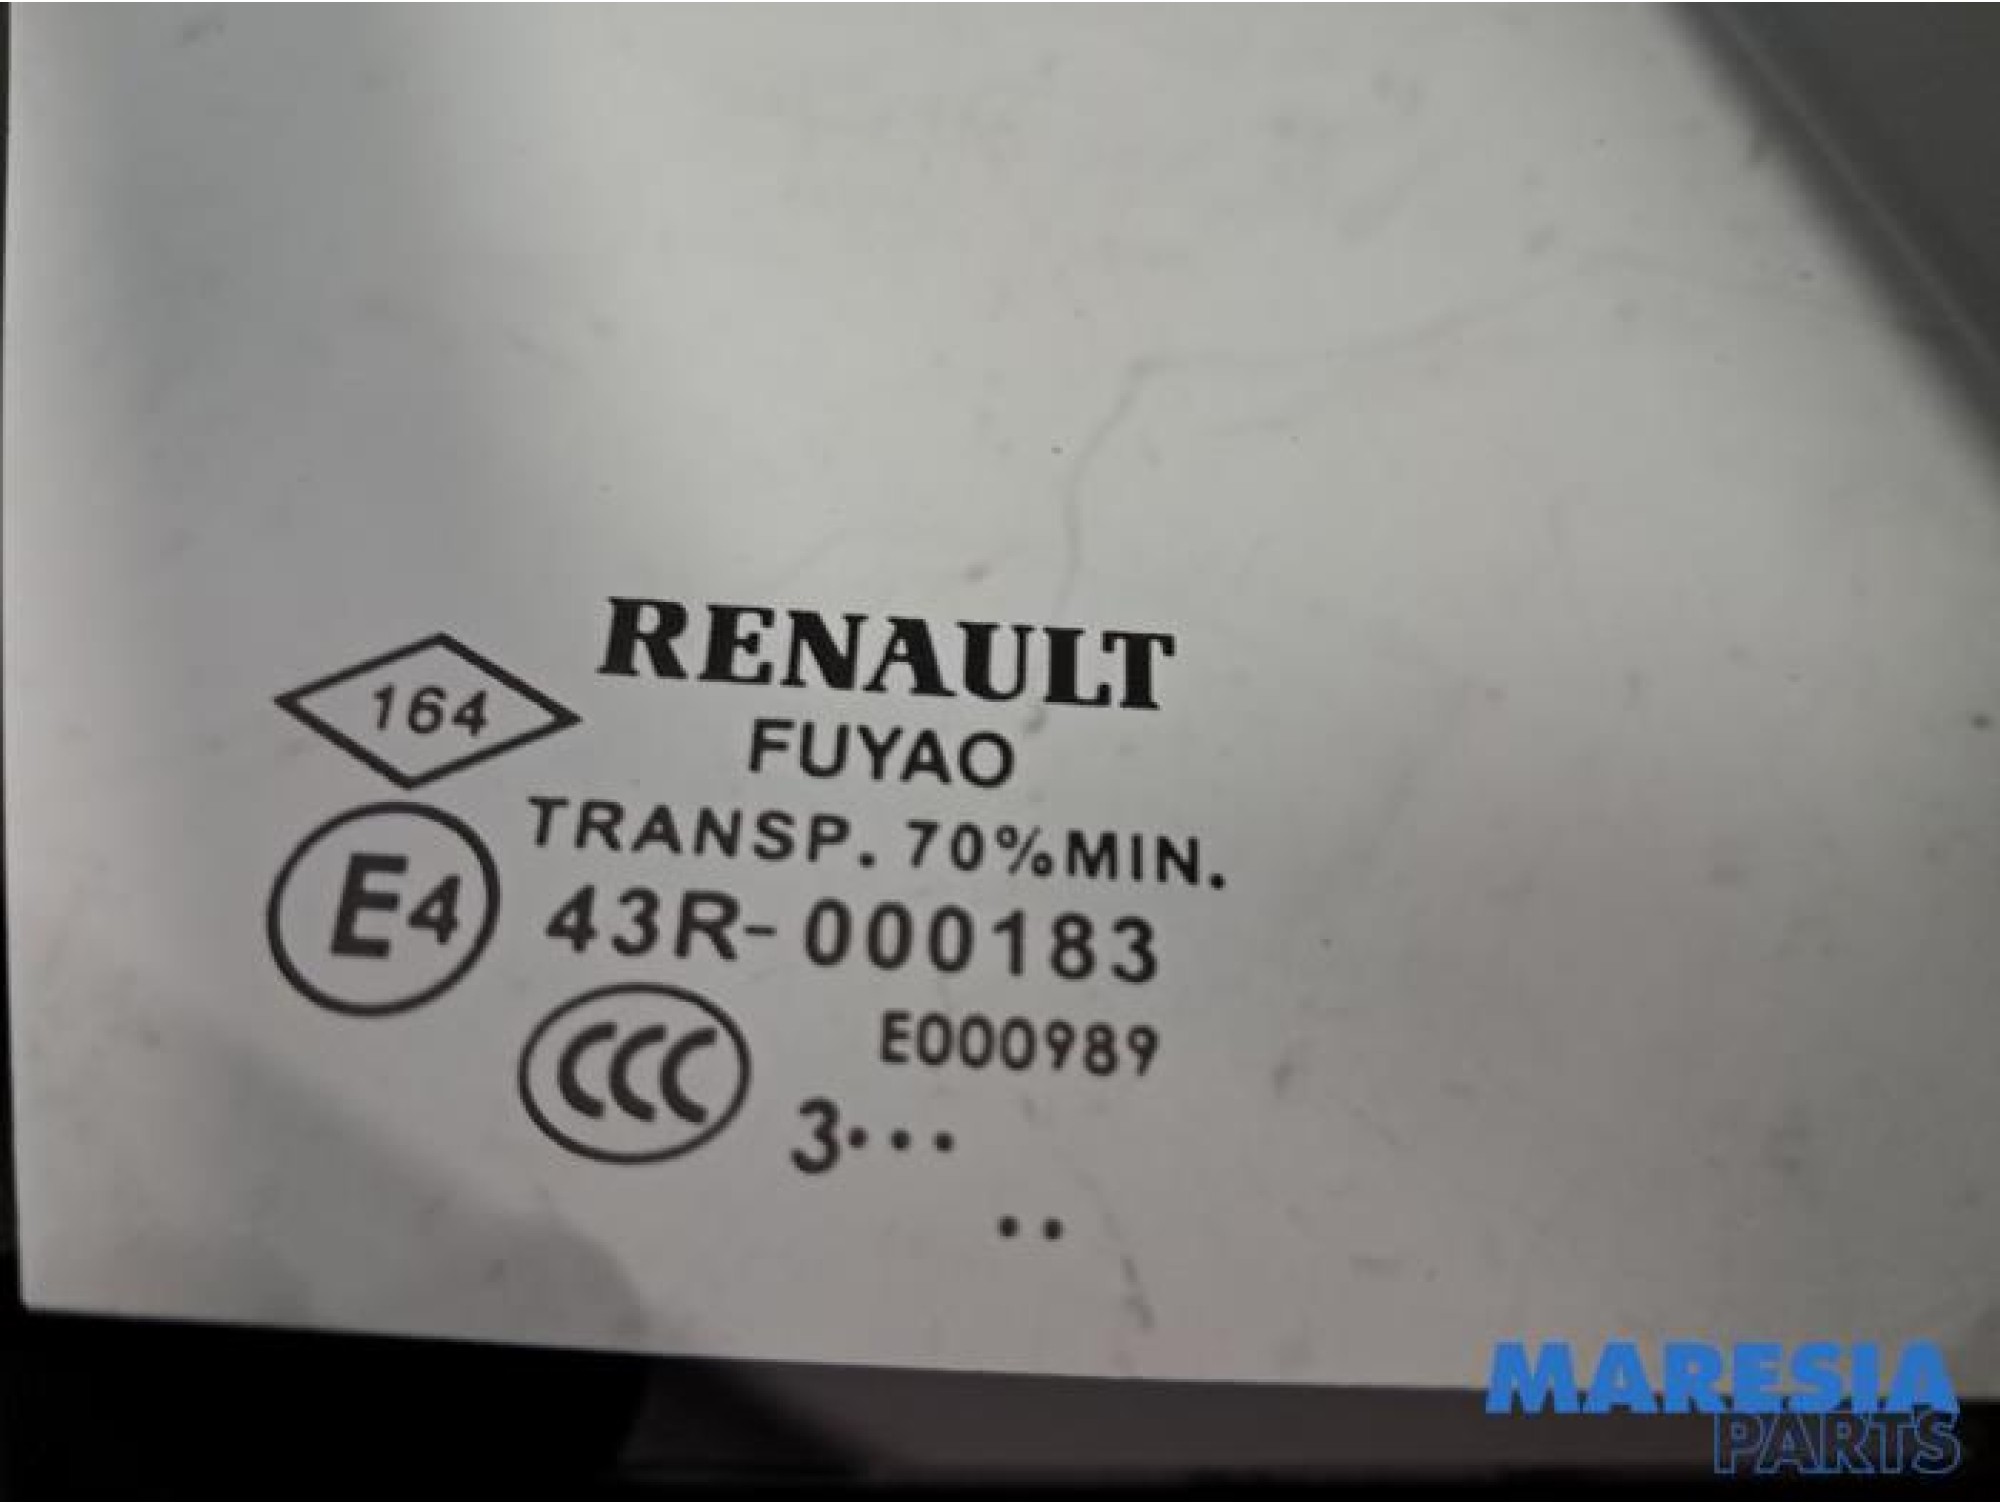 RENAULT
164
FUYAO
TRANSP. 70%MIN.
E4
43R-000183
E000989
CCC
3•••
••
MARESIA
PARTS